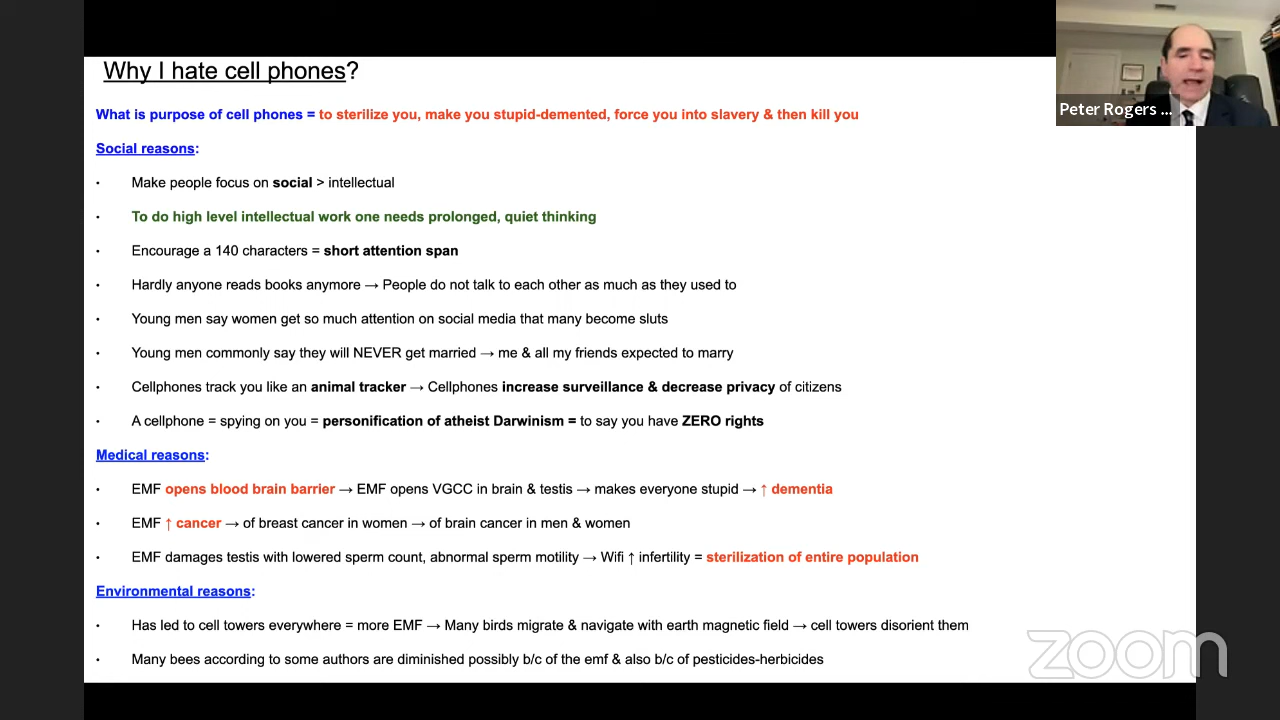 Why I hate cell phones?
Peter Rogers ...
What is purpose of cell phones = to sterilize you, make you stupid-demented, force you into slavery & then kill you
Social reasons:
• Make people focus on social > intellectual
• To do high level intellectual work one needs prolonged, quiet thinking
• Encourage a 140 characters = short attention span
• Hardly anyone reads books anymore → People do not talk to each other as much as they used to
• Young men say women get so much attention on social media that many become sluts
• Young men commonly say they will NEVER get married → me & all my friends expected to marry
• Cellphones track you like an animal tracker → Cellphones increase surveillance & decrease privacy of citizens
• A cellphone = spying on you = personification of atheist Darwinism = to say you have ZERO rights
Medical reasons:
• EMF opens blood brain barrier → EMF opens VGCC in brain & testis → makes everyone stupid → ↑ dementia
• EMF ↑ cancer → of breast cancer in women → of brain cancer in men & women
• EMF damages testis with lowered sperm count, abnormal sperm motility → Wifi ↑ infertility = sterilization of entire population
Environmental reasons:
• Has led to cell towers everywhere = more EMF → Many birds migrate & navigate with earth magnetic field → cell towers disorient them
• Many bees according to some authors are diminished possibly b/c of the emf & also b/c of pesticides-herbicides
zoom